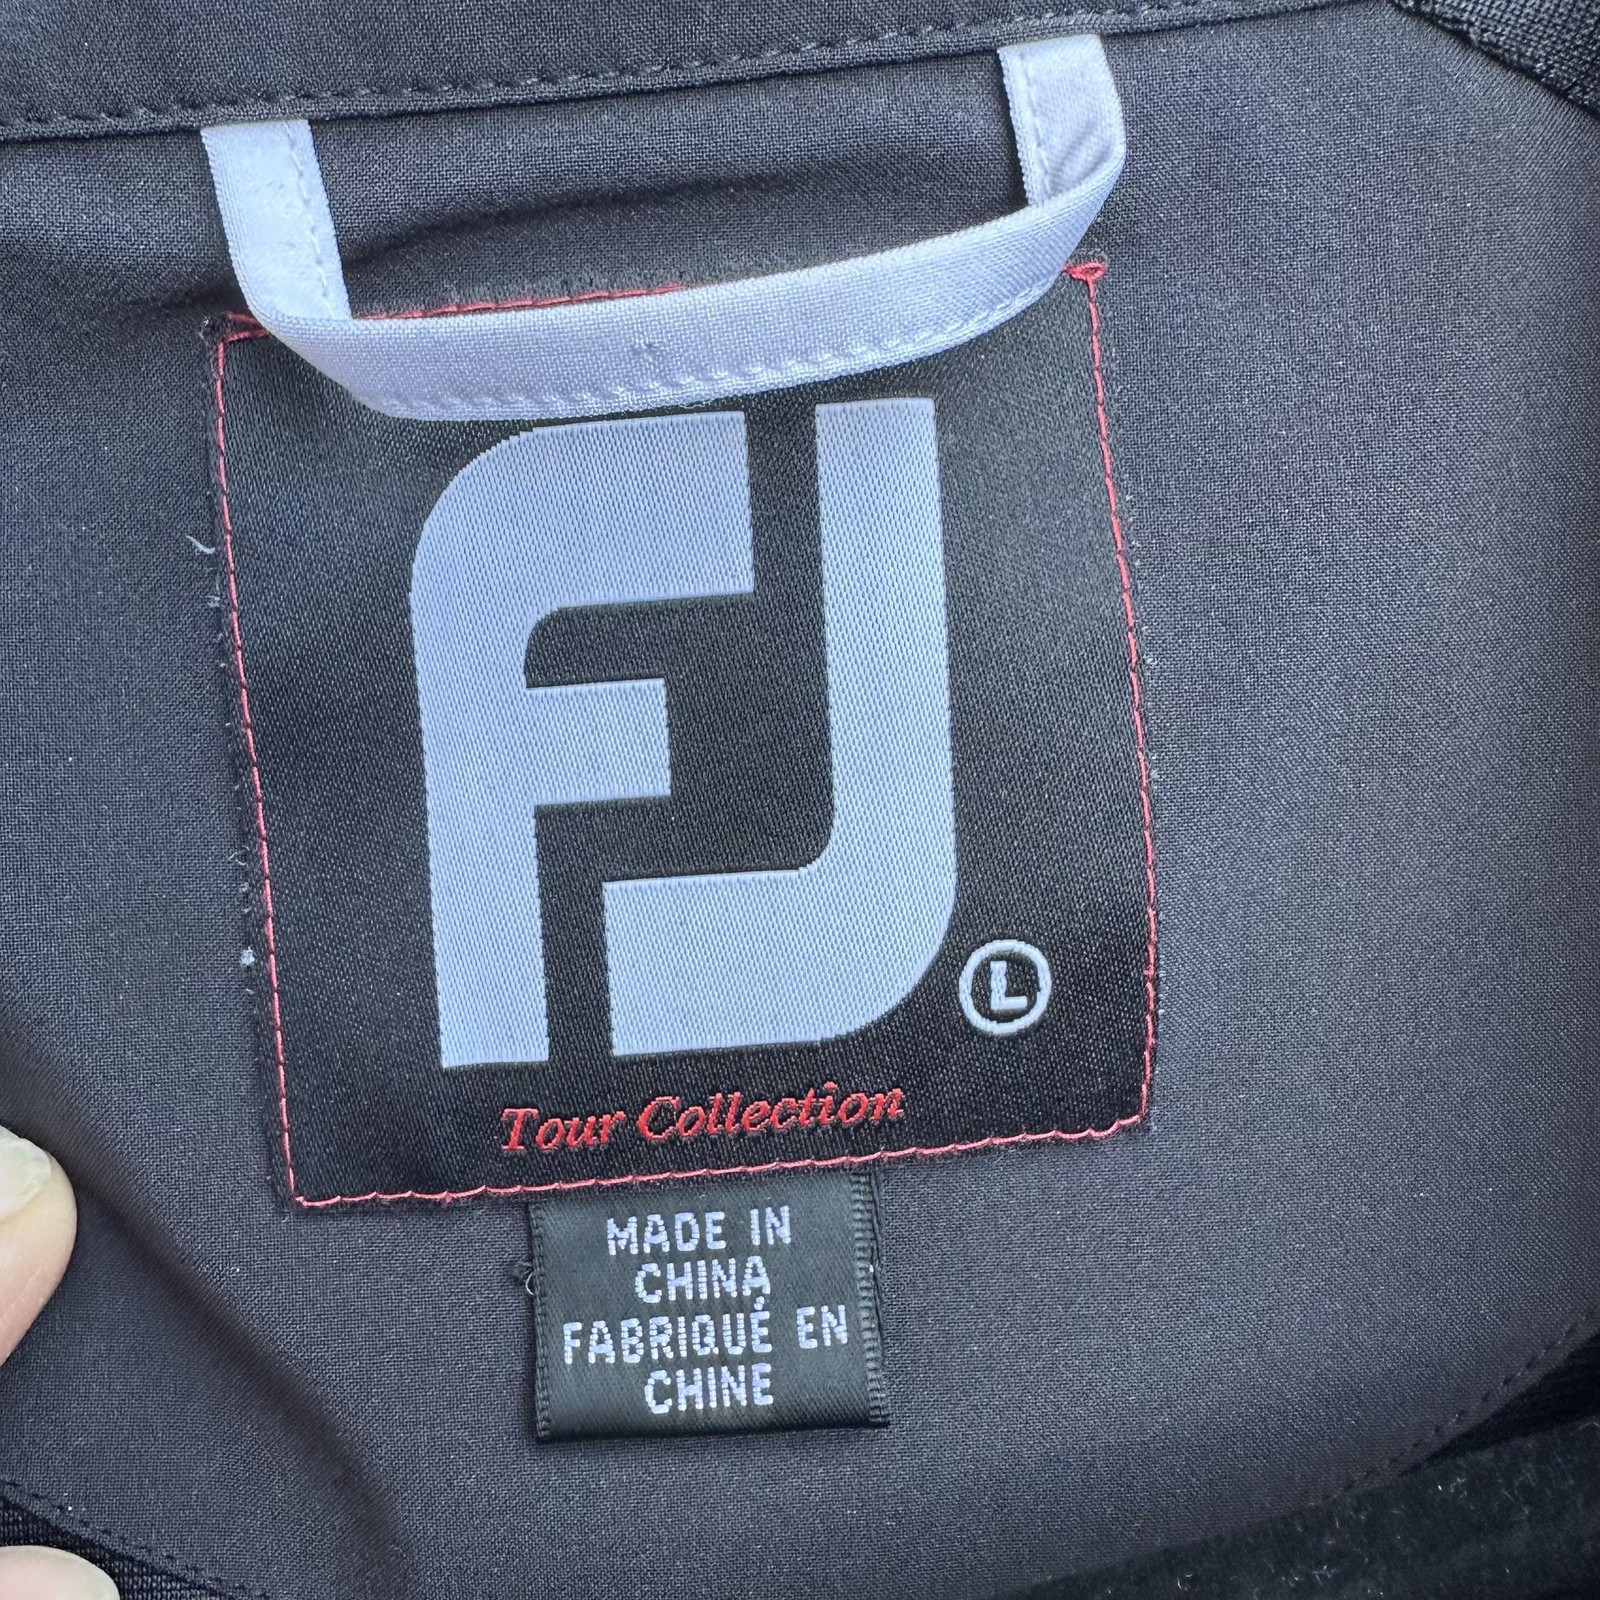 FJ
L
Tour Collection
MADE IN
CHINA
FABRIQUÉ EN
CHINE